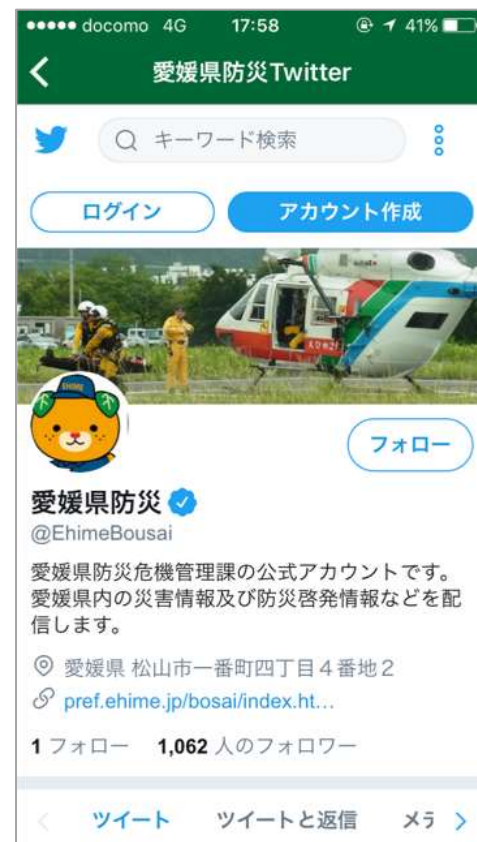 docomo 4G 17:58 41%
愛媛県防災Twitter
キーワード検索
ログイン アカウント作成
フォロー
愛媛県防災
@EhimeBousai
愛媛県防災危機管理課の公式アカウントです。
愛媛県内の災害情報及び防災啓発情報などを配
信します。
愛媛県 松山市一番町四丁目4番地2
pref.ehime.jp/bosai/index.ht...
1 フォロー 1,062 人のフォロワー
ツイート ツイートと返信 メデ